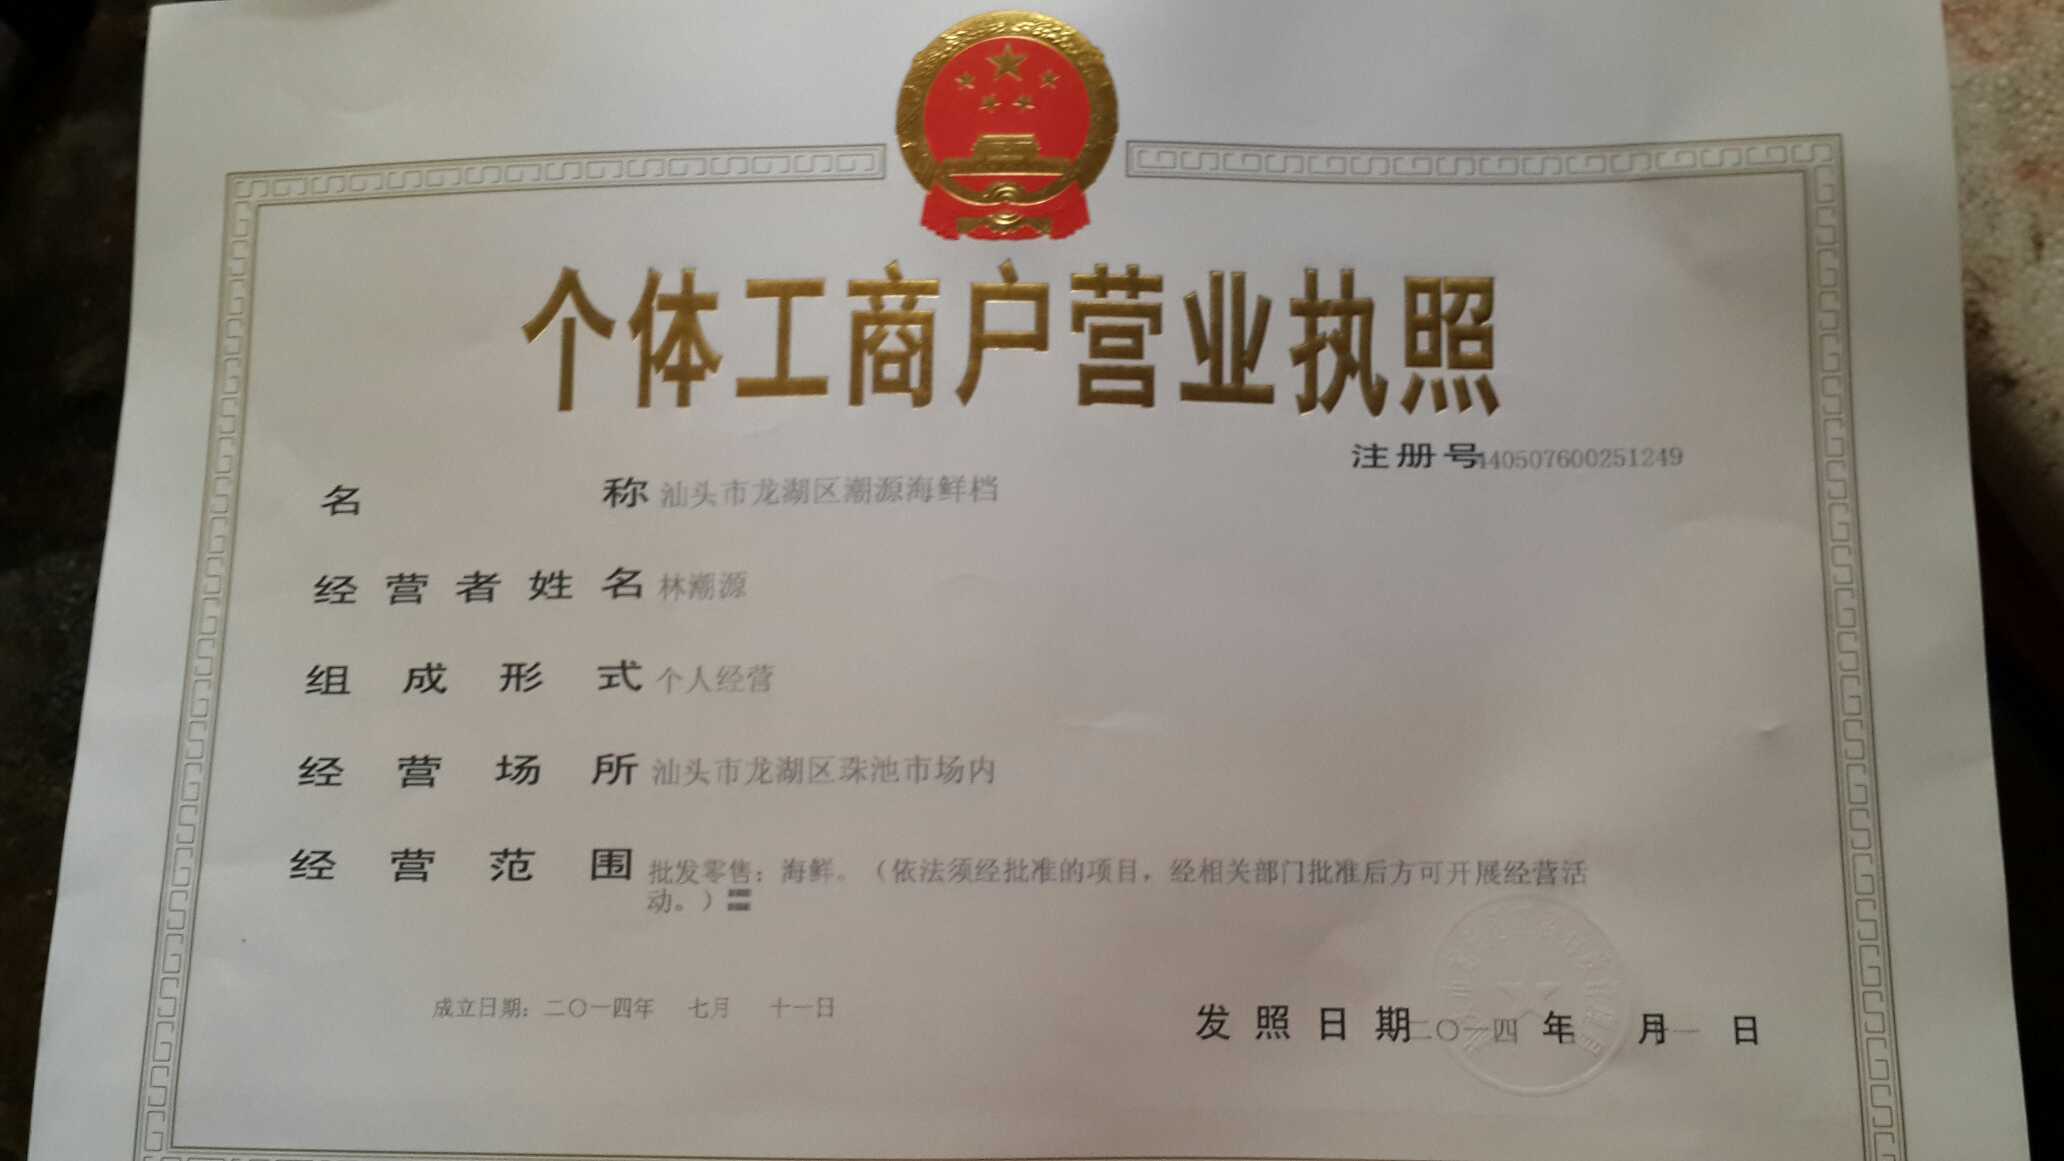 个体工商户营业执照
注册号440507600251249
名称 汕头市龙湖区潮源海鲜档
经营者姓名 林潮源
组成形式 个人经营
经营场所 汕头市龙湖区珠池市场内
经营范围 批发零售：海鲜。（依法须经批准的项目，经相关部门批准后方可开展经营活
动。）
成立日期：二〇一四年 七月 十一日
发照日期 二〇一四 年 月 日